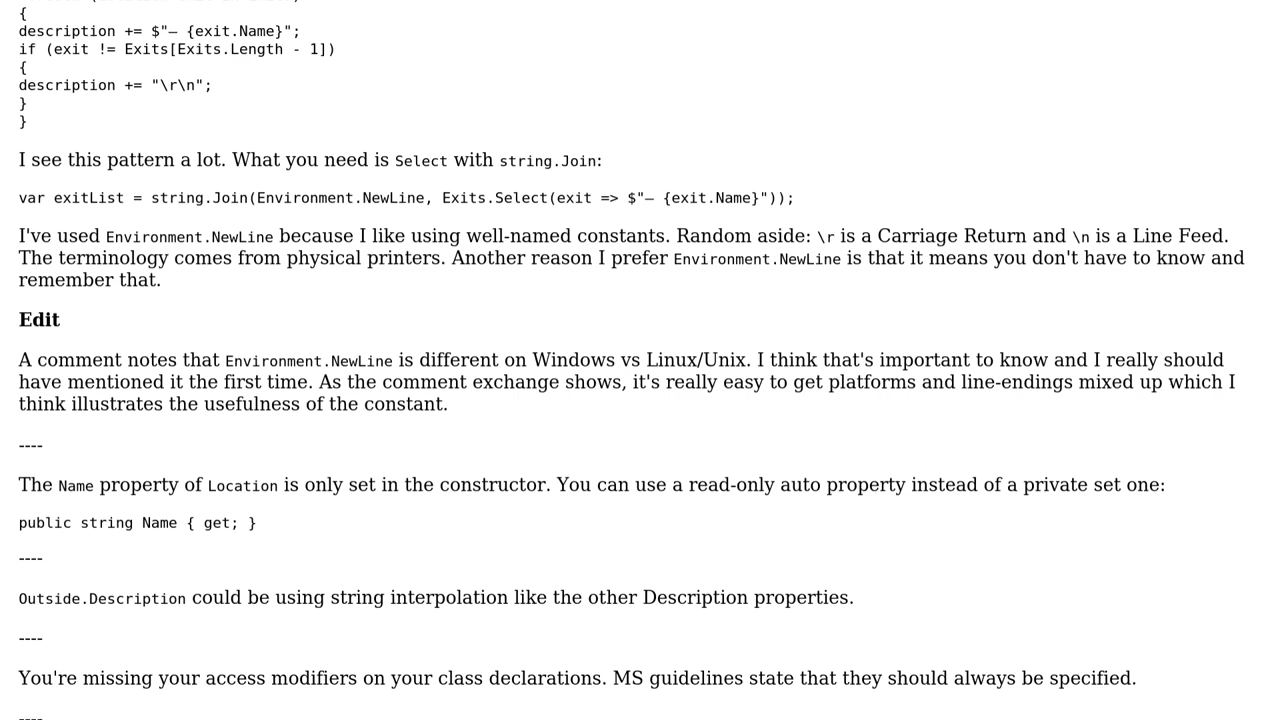 {
description += $"— {exit.Name}";
if (exit != Exits[Exits.Length - 1])
{
description += "\r\n";
}
}
I see this pattern a lot. What you need is Select with string.Join:
var exitList = string.Join(Environment.NewLine, Exits.Select(exit => $"— {exit.Name}"));
I've used Environment.NewLine because I like using well-named constants. Random aside: \r is a Carriage Return and \n is a Line Feed.
The terminology comes from physical printers. Another reason I prefer Environment.NewLine is that it means you don't have to know and
remember that.
Edit
A comment notes that Environment.NewLine is different on Windows vs Linux/Unix. I think that's important to know and I really should
have mentioned it the first time. As the comment exchange shows, it's really easy to get platforms and line-endings mixed up which I
think illustrates the usefulness of the constant.
----
The Name property of Location is only set in the constructor. You can use a read-only auto property instead of a private set one:
public string Name { get; }
----
Outside.Description could be using string interpolation like the other Description properties.
----
You're missing your access modifiers on your class declarations. MS guidelines state that they should always be specified.
----